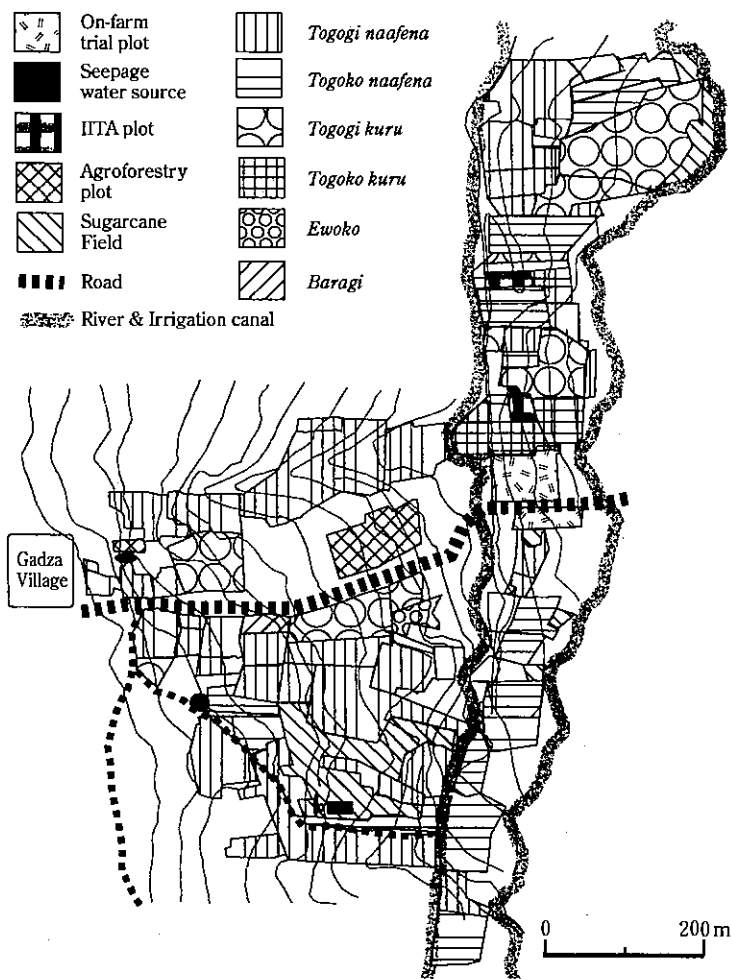 On-farm
trial plot
Seepage
water source
IITA plot
Agroforestry
plot
Sugarcane
Field
Road
River & Irrigation canal
Togogi naafena
Togoko naafena
Togogi kuru
Togoko kuru
Ewoko
Baragi
Gadza
Village
0 200 m